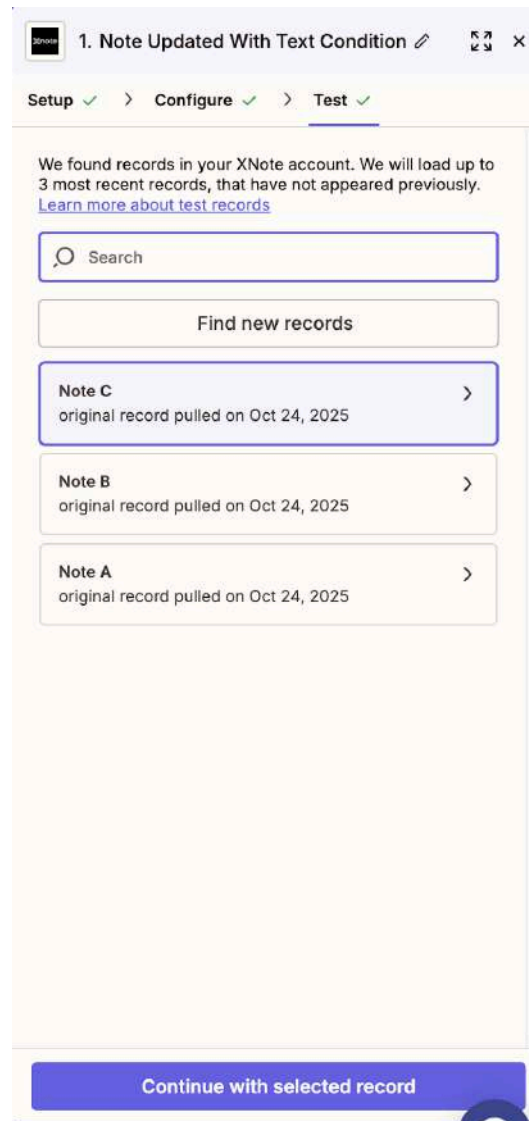 Xnote
1. Note Updated With Text Condition
Setup
Configure
Test
We found records in your XNote account. We will load up to
3 most recent records, that have not appeared previously.
Learn more about test records
Search
Find new records
Note C
original record pulled on Oct 24, 2025
Note B
original record pulled on Oct 24, 2025
Note A
original record pulled on Oct 24, 2025
Continue with selected record